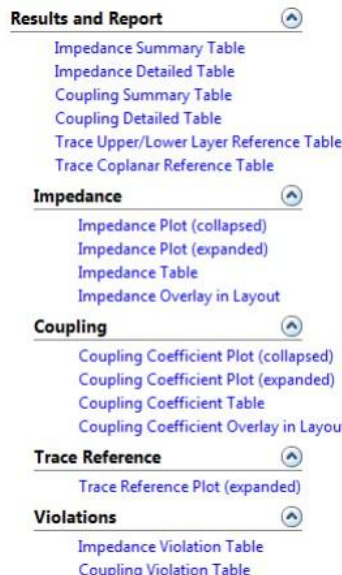 Results and Report
Impedance Summary Table
Impedance Detailed Table
Coupling Summary Table
Coupling Detailed Table
Trace Upper/Lower Layer Reference Table
Trace Coplanar Reference Table
Impedance
Impedance Plot (collapsed)
Impedance Plot (expanded)
Impedance Table
Impedance Overlay in Layout
Coupling
Coupling Coefficient Plot (collapsed)
Coupling Coefficient Plot (expanded)
Coupling Coefficient Table
Coupling Coefficient Overlay in Layou
Trace Reference
Trace Reference Plot (expanded)
Violations
Impedance Violation Table
Coupling Violation Table